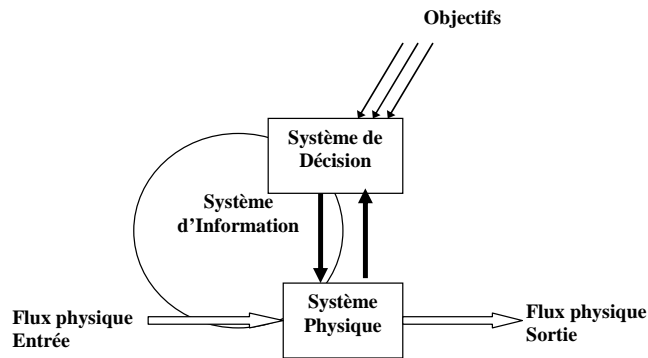 Objectifs
Système de
Décision
Système
d'Information
Système
Physique
Flux physique
Entrée
Flux physique
Sortie